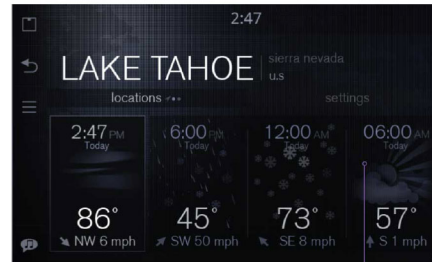 2:47
LAKE TAHOE
sierra nevada
u.s
locations
settings
2:47 PM
Today
86°
NW 6 mph
6:00 PM
Today
45°
SW 50 mph
12:00 AM
Today
73°
SE 8 mph
06:00 AM
Today
57°
S 1 mph